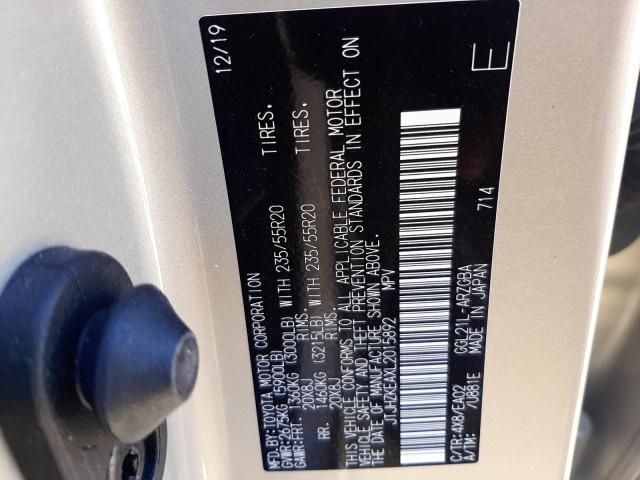 MFD.BY:TOYOTA MOTOR CORPORATION 12/19
GVWR:2675KG (5900LB)
GAWR:FRT. 1360KG (3000LB) WITH 235/55R20 TIRES.
20X8J RIMS.
RR. 1460KG (3215LB) WITH 235/55R20 TIRES.
20X8J RIMS.
THIS VEHICLE CONFORMS TO ALL APPLICABLE FEDERAL MOTOR
VEHICLE SAFETY AND THEFT PREVENTION STANDARDS IN EFFECT ON
THE DATE OF MANUFACTURE SHOWN ABOVE.
JTJJZKEAXL2015892 MPV
C/TR:4X8/EA02 GGL21L-ARZGBA
A/TM: /U881E MADE IN JAPAN
714
E